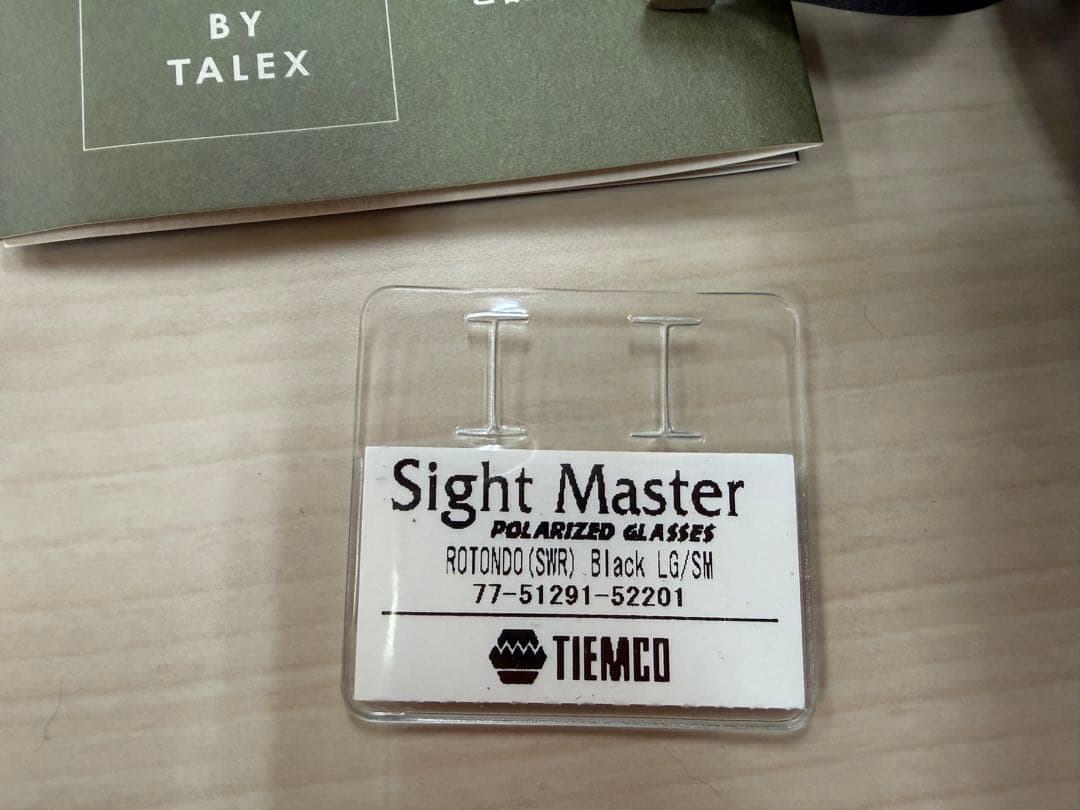 BY
TALEX
Sight Master
POLARIZED GLASSES
ROTONDO(SWR) Black LG/SM
77-51291-52201
TIEMCO